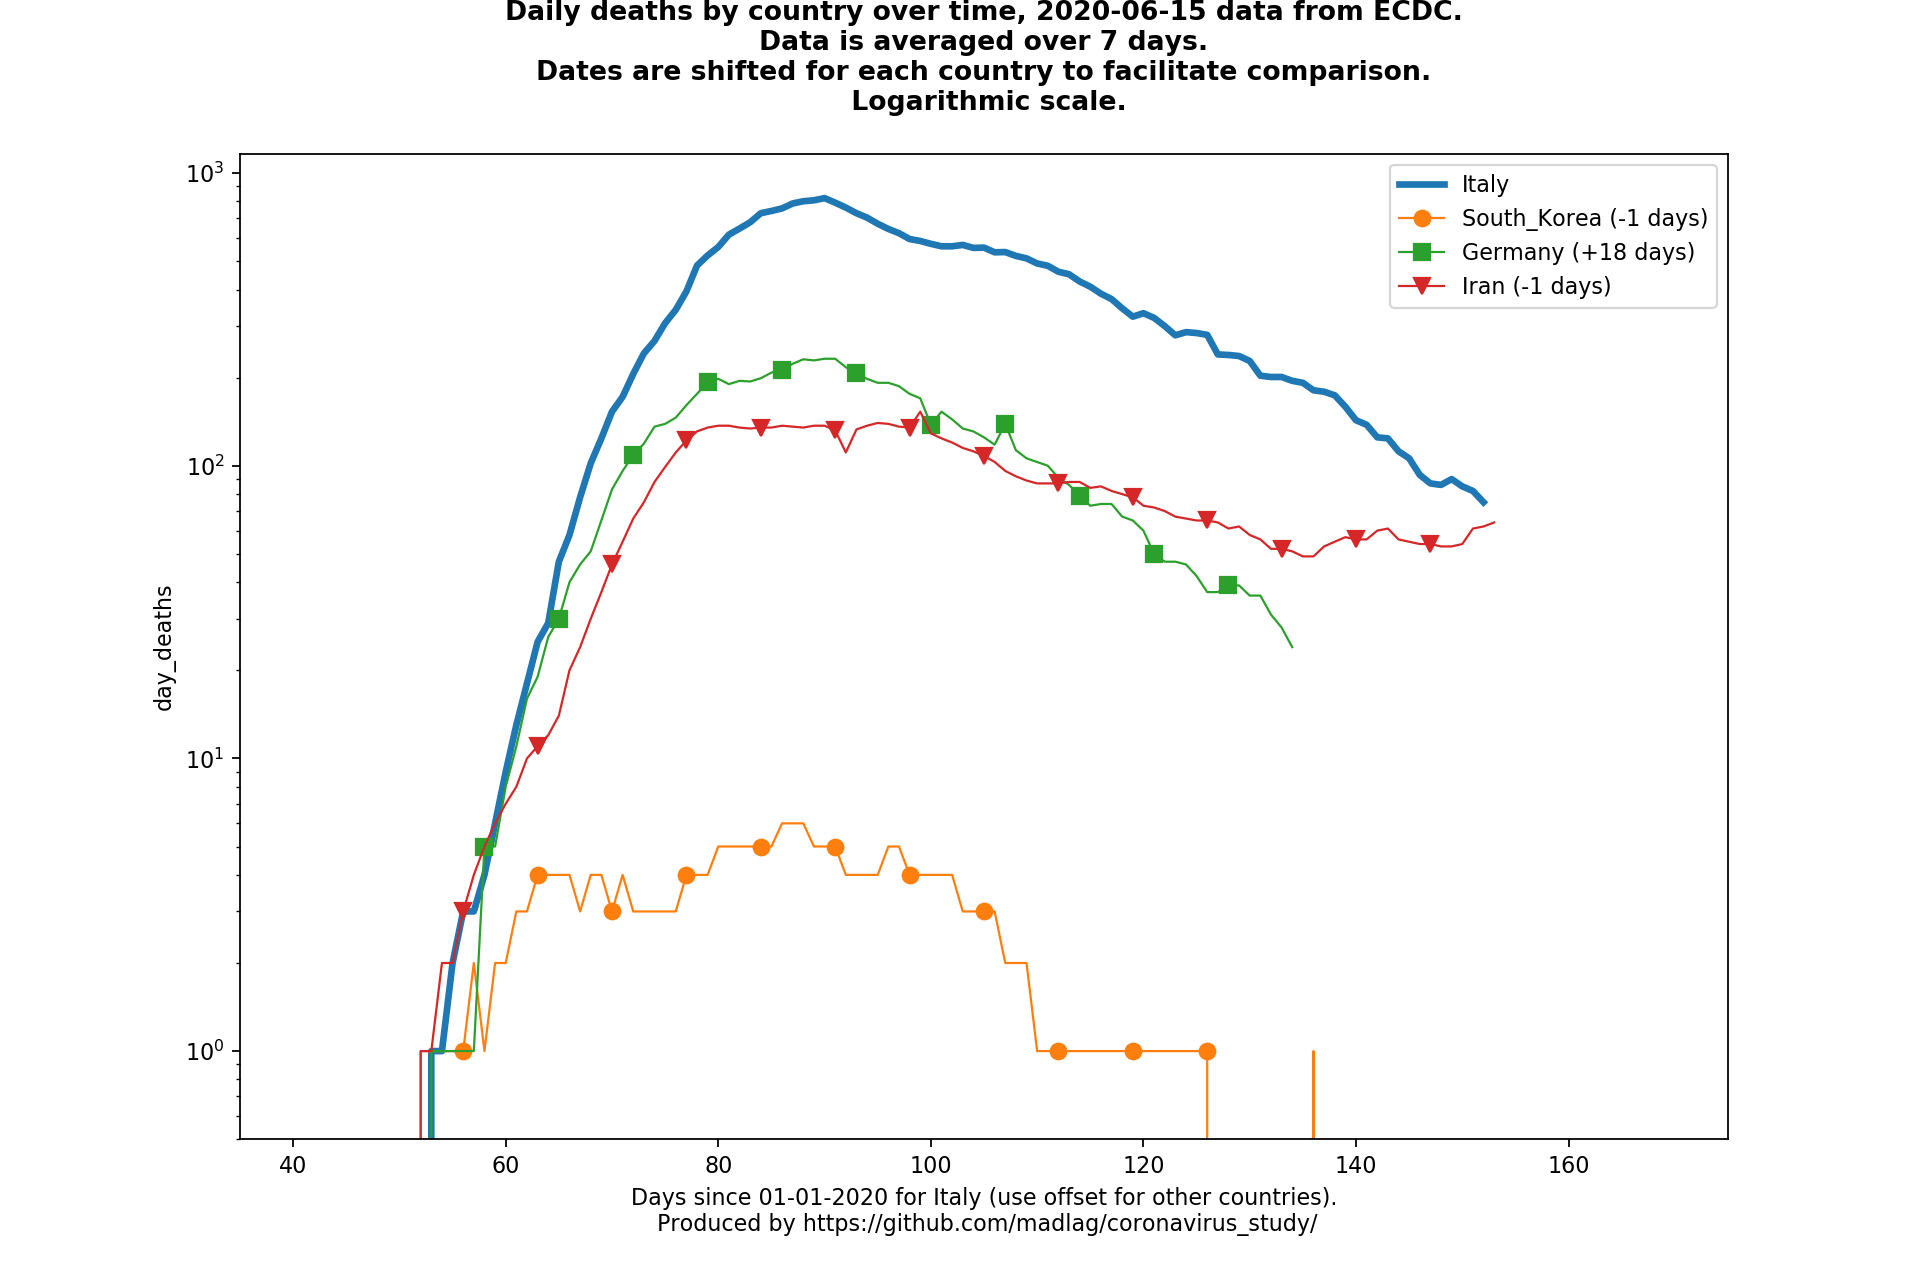 Daily deaths by country over time, 2020-06-15 data from ECDC.
Data is averaged over 7 days.
Dates are shifted for each country to facilitate comparison.
Logarithmic scale.
10³
10²
10¹
10⁰
day_deaths
Italy
South_Korea (-1 days)
Germany (+18 days)
Iran (-1 days)
40 60 80 100 120 140 160
Days since 01-01-2020 for Italy (use offset for other countries).
Produced by https://github.com/madlag/coronavirus_study/